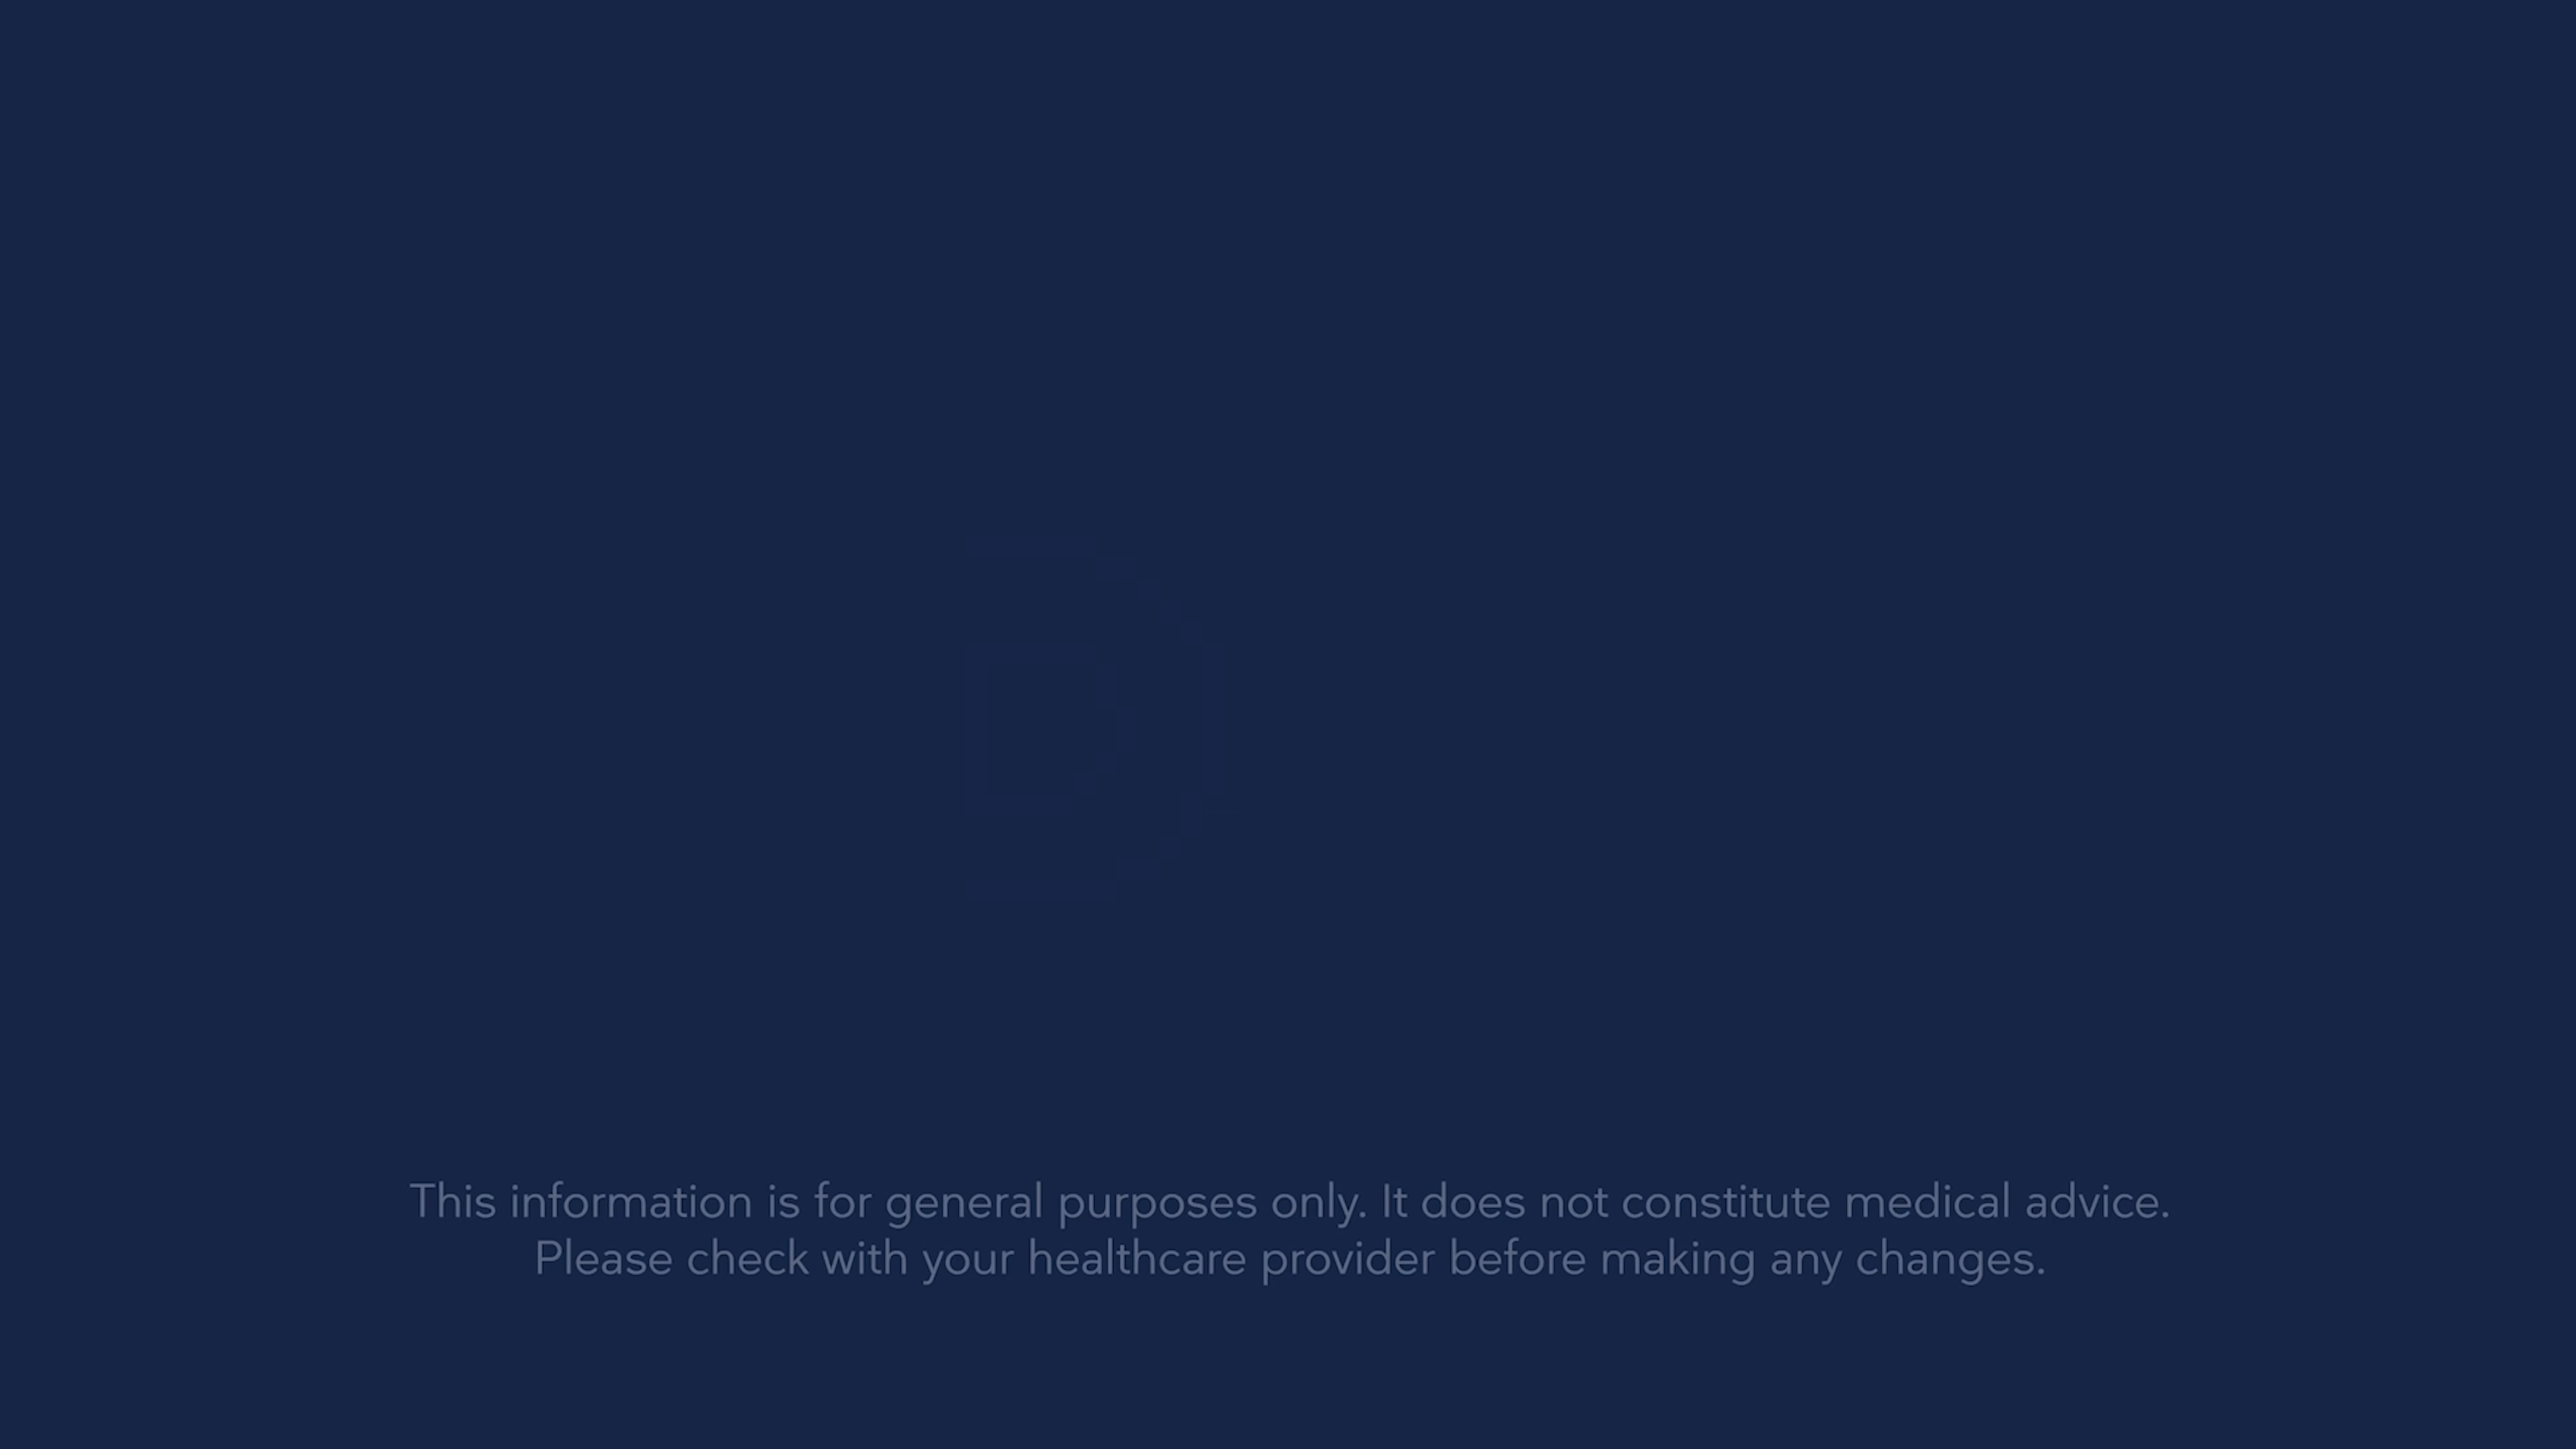 This information is for general purposes only. It does not constitute medical advice.
Please check with your healthcare provider before making any changes.